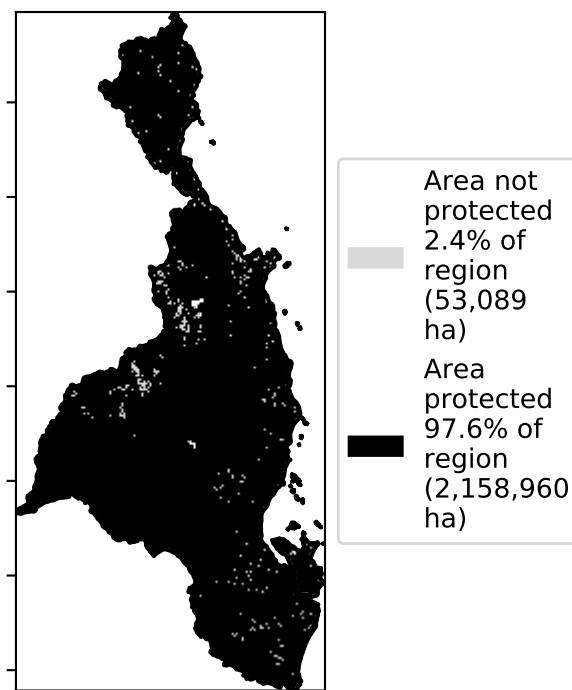 Area not
protected
2.4% of
region
(53,089
ha)
Area
protected
97.6% of
region
(2,158,960
ha)